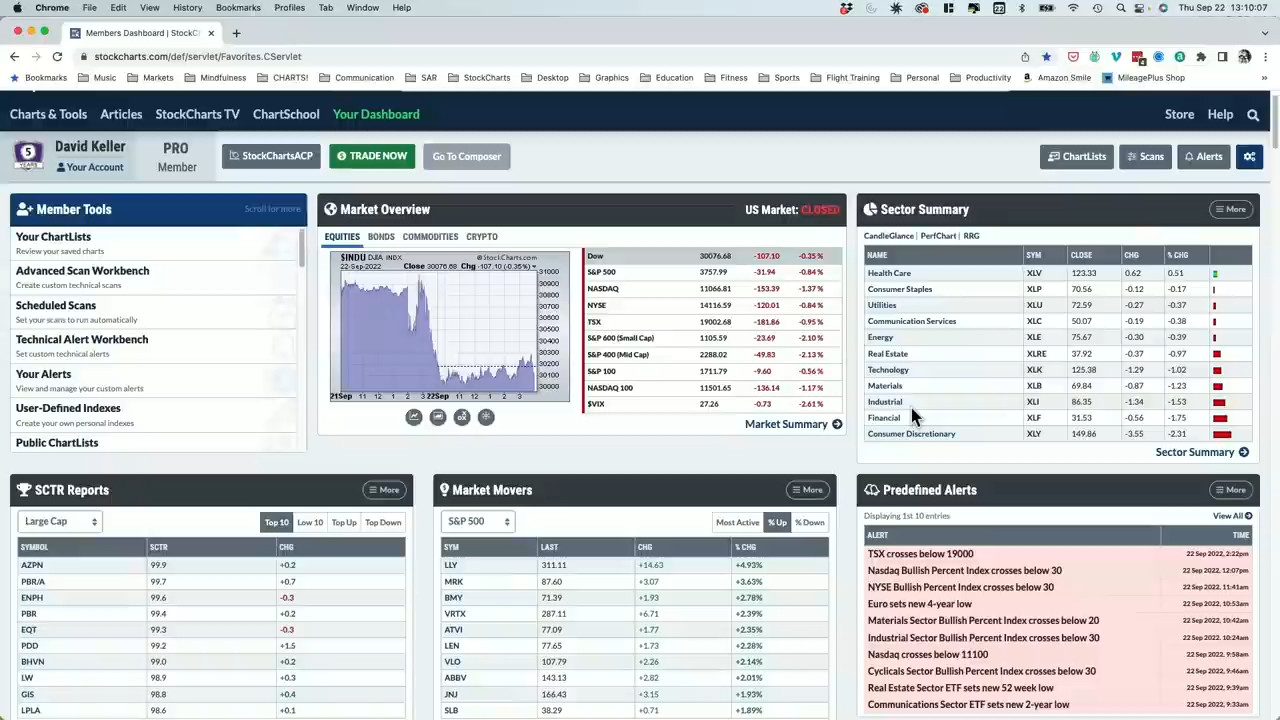 Chrome File Edit View History Bookmarks Profiles Tab Window Help Thu Sep 22 13:10:07
Members Dashboard | StockC
stockcharts.com/def/servlet/Favorites.CServlet
Bookmarks Music Markets Mindfulness CHARTS! Communication SAR StockCharts Desktop Graphics Education Fitness Sports Flight Training Personal Productivity Amazon Smile MileagePlus Shop
Charts & Tools Articles StockCharts TV ChartSchool Your Dashboard Store Help
5 YEARS David Keller Your Account PRO Member StockChartsACP $ TRADE NOW Go To Composer ChartLists Scans Alerts
Member Tools Scroll for more
Your ChartLists
Review your saved charts
Advanced Scan Workbench
Create custom technical scans
Scheduled Scans
Set your scans to run automatically
Technical Alert Workbench
Set custom technical alerts
Your Alerts
View and manage your custom alerts
User-Defined Indexes
Create your own personal indexes
Public ChartLists
Market Overview US Market: CLOSED
EQUITIES BONDS COMMODITIES CRYPTO
$INDU DJIA INDX © StockCharts.com
22-Sep-2022 Close 30076.68 Chg -107.10 (-0.35%)
31000
30900
30800
30700
30600
30500
30400
30300
30200
30100
30000
21Sep 11 12 1 2 3 22Sep 11 12 1 2 3
Dow 30076.68 -107.10 -0.35 %
S&P 500 3757.99 -31.94 -0.84 %
NASDAQ 11066.81 -153.39 -1.37 %
NYSE 14116.59 -120.01 -0.84 %
TSX 19002.68 -181.86 -0.95 %
S&P 600 (Small Cap) 1105.59 -23.69 -2.10 %
S&P 400 (Mid Cap) 2288.02 -49.83 -2.13 %
S&P 100 1711.79 -9.60 -0.56 %
NASDAQ 100 11501.65 -136.14 -1.17 %
$VIX 27.26 -0.73 -2.61 %
Market Summary
Sector Summary More
CandleGlance | PerfChart | RRG
NAME SYM CLOSE CHG % CHG
Health Care XLV 123.33 0.62 0.51
Consumer Staples XLP 70.56 -0.12 -0.17
Utilities XLU 72.59 -0.27 -0.37
Communication Services XLC 50.07 -0.19 -0.38
Energy XLE 75.67 -0.30 -0.39
Real Estate XLRE 37.92 -0.37 -0.97
Technology XLK 125.38 -1.29 -1.02
Materials XLB 69.84 -0.87 -1.23
Industrial XLI 86.35 -1.34 -1.53
Financial XLF 31.53 -0.56 -1.75
Consumer Discretionary XLY 149.86 -3.55 -2.31
Sector Summary
SCTR Reports More
Large Cap Top 10 Low 10 Top Up Top Down
SYMBOL SCTR CHG
AZPN 99.9 +0.2
PBR/A 99.7 +0.7
ENPH 99.6 -0.3
PBR 99.4 +0.2
EQT 99.3 -0.3
PDD 99.2 +1.5
BHVN 99.0 +0.2
LW 98.9 +0.3
GIS 98.8 +0.4
LPLA 98.6 +0.1
Market Movers More
S&P 500 Most Active % Up % Down
SYM LAST CHG % CHG
LLY 311.11 +14.63 +4.93%
MRK 87.60 +3.07 +3.63%
BMY 71.39 +1.93 +2.78%
VRTX 287.11 +6.71 +2.39%
ATVI 77.09 +1.77 +2.35%
LEN 77.65 +1.73 +2.28%
VLO 107.79 +2.26 +2.14%
ABBV 143.13 +2.82 +2.01%
JNJ 166.43 +3.15 +1.93%
SLB 38.29 +0.71 +1.89%
Predefined Alerts More
Displaying 1st 10 entries View All
ALERT TIME
TSX crosses below 19000 22 Sep 2022, 2:22pm
Nasdaq Bullish Percent Index crosses below 30 22 Sep 2022, 12:07pm
NYSE Bullish Percent Index crosses below 30 22 Sep 2022, 11:41am
Euro sets new 4-year low 22 Sep 2022, 10:53am
Materials Sector Bullish Percent Index crosses below 20 22 Sep 2022, 10:42am
Industrial Sector Bullish Percent Index crosses below 30 22 Sep 2022, 10:24am
Nasdaq crosses below 11100 22 Sep 2022, 9:58am
Cyclicals Sector Bullish Percent Index crosses below 30 22 Sep 2022, 9:46am
Real Estate Sector ETF sets new 52 week low 22 Sep 2022, 9:39am
Communications Sector ETF sets new 2-year low 22 Sep 2022, 9:33am